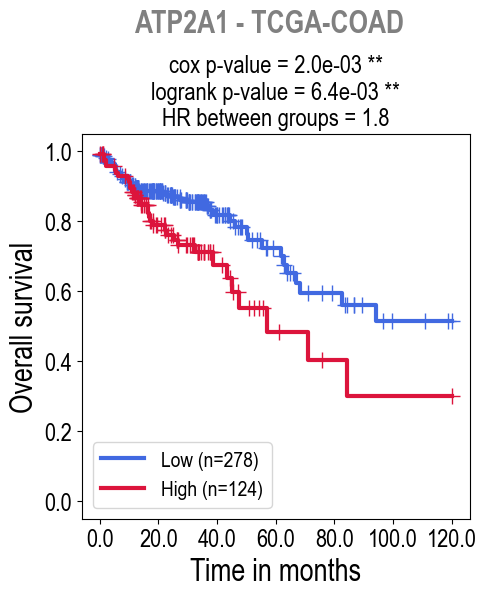 ATP2A1 - TCGA-COAD
cox p-value = 2.0e-03 **
logrank p-value = 6.4e-03 **
HR between groups = 1.8
1.0
0.8
0.6
0.4
0.2
0.0
Overall survival
Low (n=278)
High (n=124)
0.0 20.0 40.0 60.0 80.0 100.0 120.0
Time in months